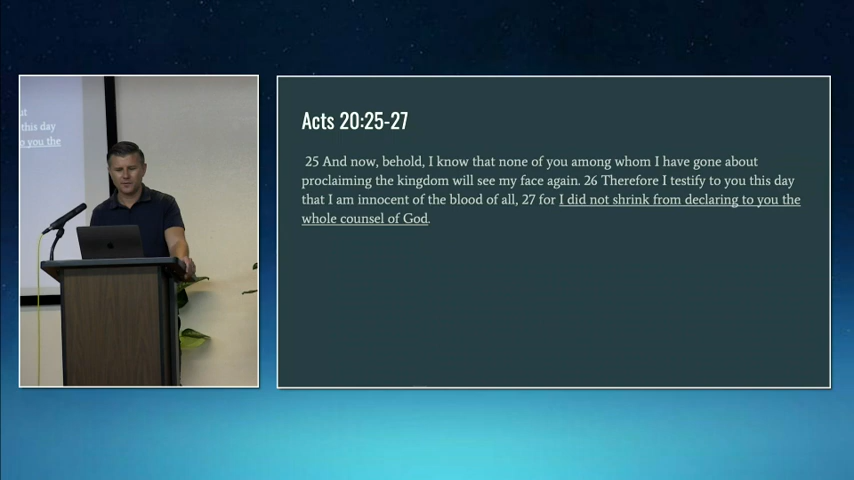 ut
this day
o you the
Acts 20:25-27
25 And now, behold, I know that none of you among whom I have gone about
proclaiming the kingdom will see my face again. 26 Therefore I testify to you this day
that I am innocent of the blood of all, 27 for I did not shrink from declaring to you the
whole counsel of God.